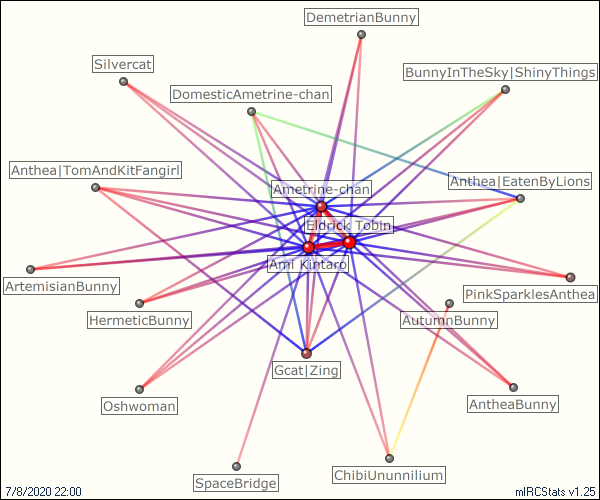 DemetrianBunny
Silvercat
BunnyInTheSky|ShinyThings
DomesticAmetrine-chan
Anthea|TomAndKitFangirl
Ametrine-chan
Anthea|EatenByLions
Eldrick Tobin
Ami Kintaro
ArtemisianBunny
PinkSparklesAnthea
HermeticBunny
AutumnBunny
Gcat|Zing
Oshwoman
AntheaBunny
SpaceBridge
ChibiUnunnilium
7/8/2020 22:00
mIRCStats v1.25